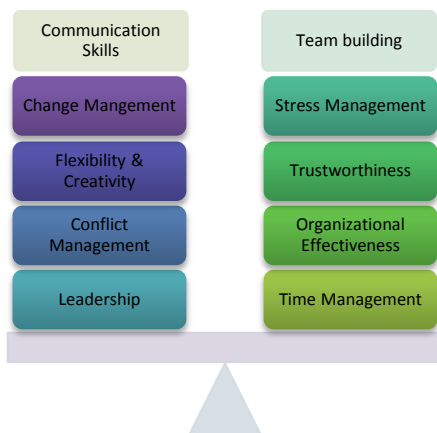 Communication
Skills
Change Mangement
Flexibility &
Creativity
Conflict
Management
Leadership
Team building
Stress Management
Trustworthiness
Organizational
Effectiveness
Time Management